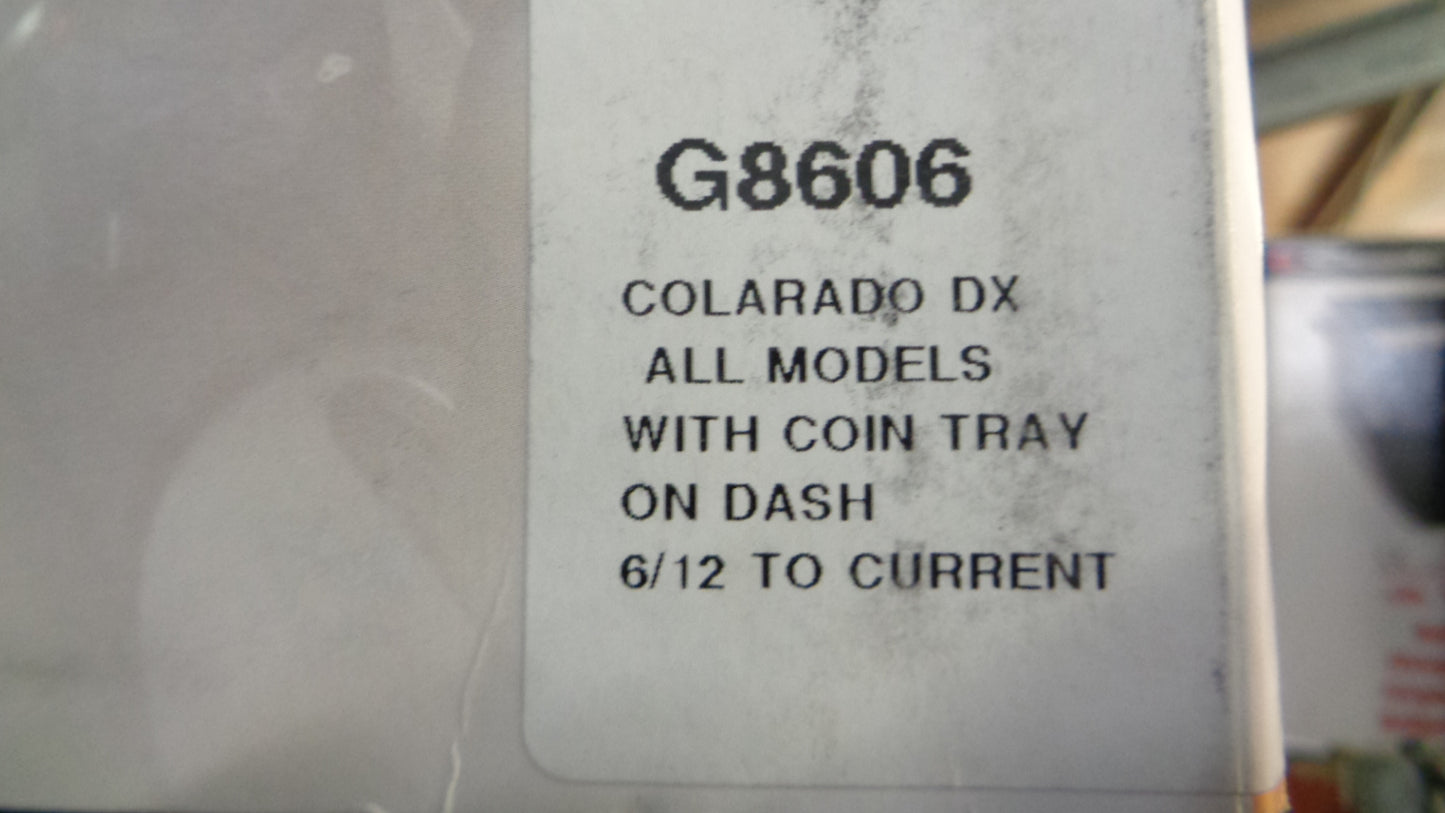 G8606
COLARADO DX
ALL MODELS
WITH COIN TRAY
ON DASH
6/12 TO CURRENT